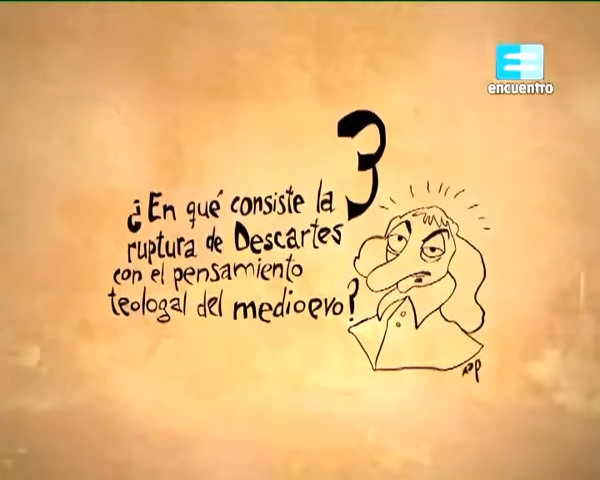 encuentro
3
¿En qué consiste la
ruptura de Descartes
con el pensamiento
teologal del medioevo?